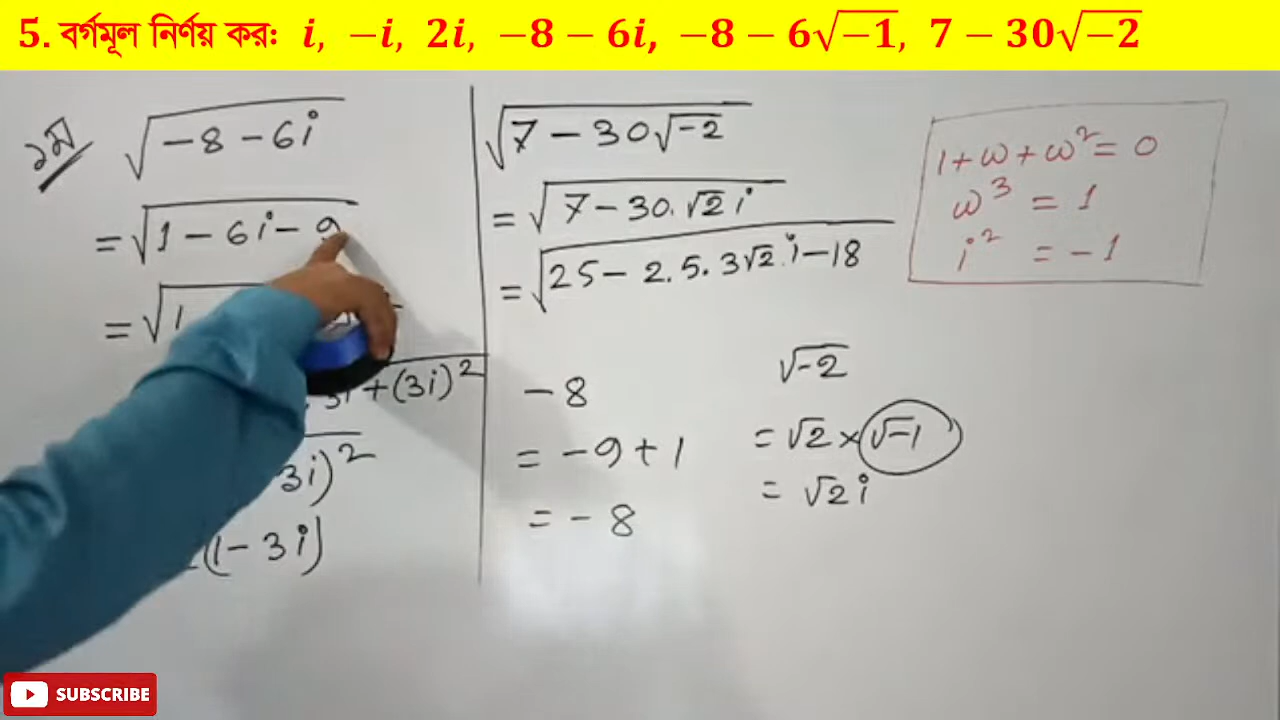 5. বর্গমূল নির্ণয় করঃ i, −i, 2i, −8 − 6i, −8 − 6√−1, 7 − 30√−2
১ম
√−8 − 6i
= √1 − 6i − 9
= √1
3i + (3i)²
3i)²
(1 − 3i)
√7 − 30√−2
= √7 − 30.√2 i
= √25 − 2.5.3√2.i − 18
− 8
= −9 + 1
= − 8
√−2
= √2 × √−1
= √2 i
1 + ω + ω² = 0
ω³ = 1
i² = −1
SUBSCRIBE